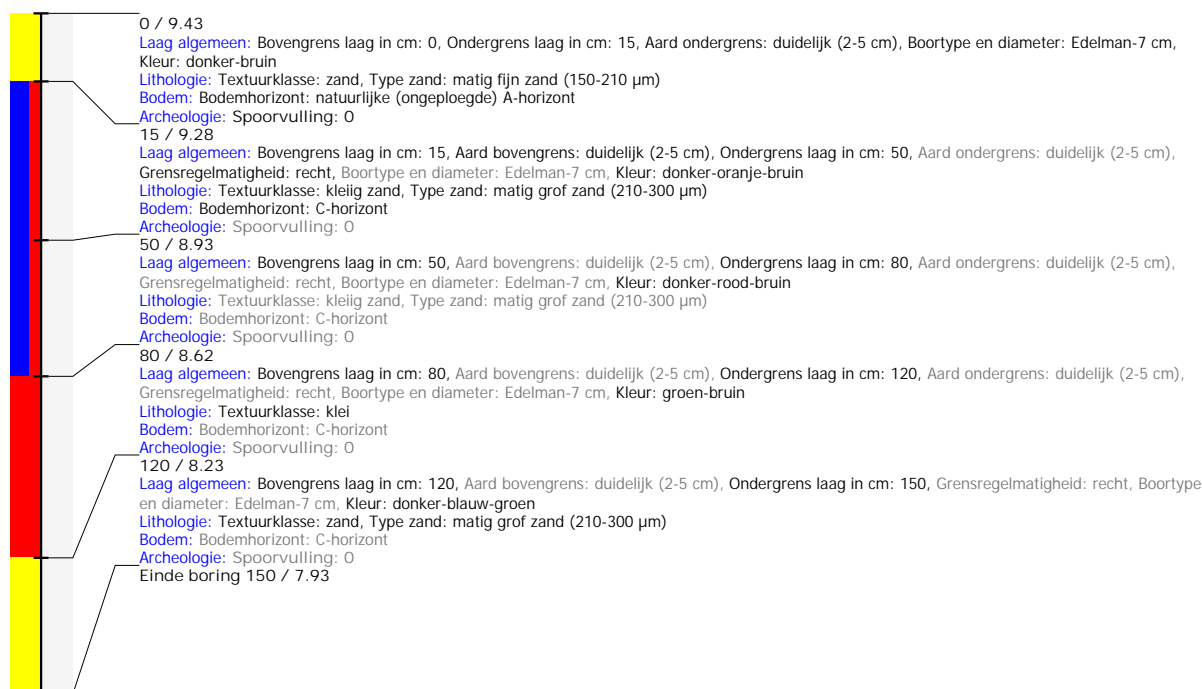 0 / 9.43
Laag algemeen: Bovengrens laag in cm: 0, Ondergrens laag in cm: 15, Aard ondergrens: duidelijk (2-5 cm), Boortype en diameter: Edelman-7 cm,
Kleur: donker-bruin
Lithologie: Textuurklasse: zand, Type zand: matig fijn zand (150-210 µm)
Bodem: Bodemhorizont: natuurlijke (ongeploegde) A-horizont
Archeologie: Spoorvulling: 0
15 / 9.28
Laag algemeen: Bovengrens laag in cm: 15, Aard bovengrens: duidelijk (2-5 cm), Ondergrens laag in cm: 50, Aard ondergrens: duidelijk (2-5 cm),
Grensregelmatigheid: recht, Boortype en diameter: Edelman-7 cm, Kleur: donker-oranje-bruin
Lithologie: Textuurklasse: kleiig zand, Type zand: matig grof zand (210-300 µm)
Bodem: Bodemhorizont: C-horizont
Archeologie: Spoorvulling: 0
50 / 8.93
Laag algemeen: Bovengrens laag in cm: 50, Aard bovengrens: duidelijk (2-5 cm), Ondergrens laag in cm: 80, Aard ondergrens: duidelijk (2-5 cm),
Grensregelmatigheid: recht, Boortype en diameter: Edelman-7 cm, Kleur: donker-rood-bruin
Lithologie: Textuurklasse: kleiig zand, Type zand: matig grof zand (210-300 µm)
Bodem: Bodemhorizont: C-horizont
Archeologie: Spoorvulling: 0
80 / 8.62
Laag algemeen: Bovengrens laag in cm: 80, Aard bovengrens: duidelijk (2-5 cm), Ondergrens laag in cm: 120, Aard ondergrens: duidelijk (2-5 cm),
Grensregelmatigheid: recht, Boortype en diameter: Edelman-7 cm, Kleur: groen-bruin
Lithologie: Textuurklasse: klei
Bodem: Bodemhorizont: C-horizont
Archeologie: Spoorvulling: 0
120 / 8.23
Laag algemeen: Bovengrens laag in cm: 120, Aard bovengrens: duidelijk (2-5 cm), Ondergrens laag in cm: 150, Grensregelmatigheid: recht, Boortype
en diameter: Edelman-7 cm, Kleur: donker-blauw-groen
Lithologie: Textuurklasse: zand, Type zand: matig grof zand (210-300 µm)
Bodem: Bodemhorizont: C-horizont
Archeologie: Spoorvulling: 0
Einde boring 150 / 7.93